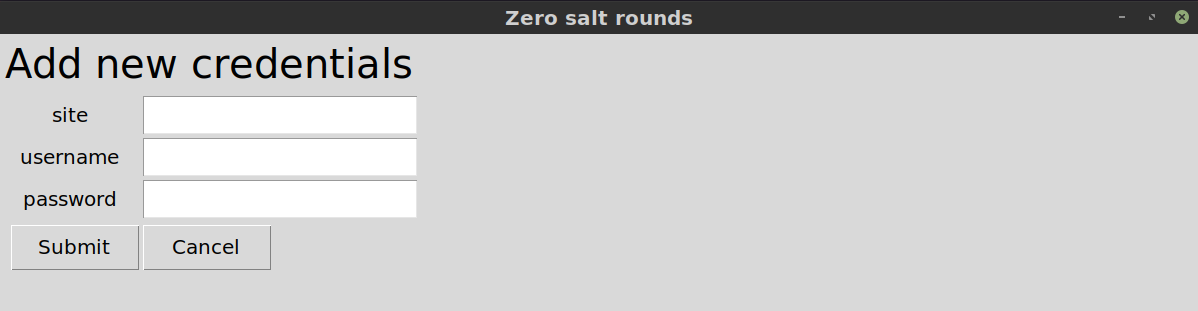 Zero salt rounds
Add new credentials
site
username
password
Submit Cancel